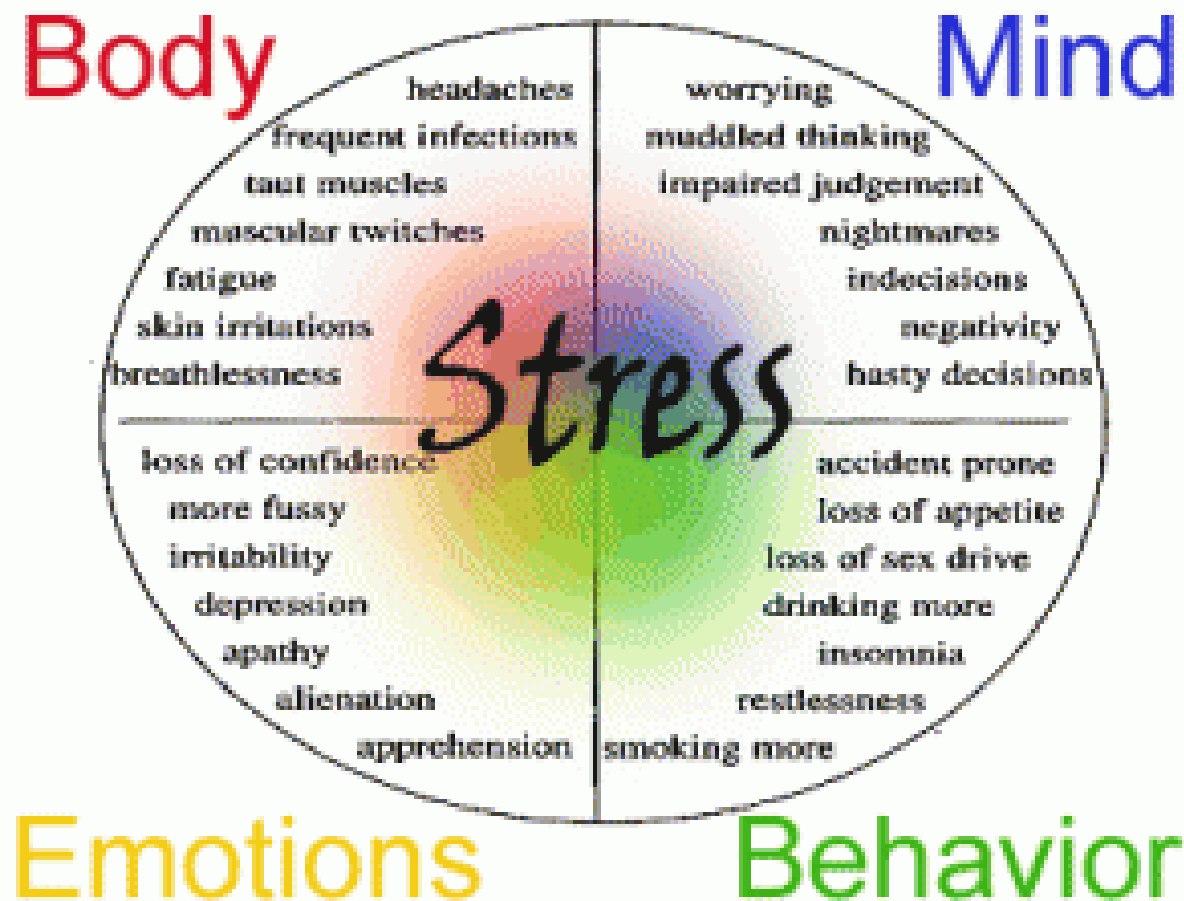 Body
headaches
frequent infections
taut muscles
muscular twitches
fatigue
skin irritations
breathlessness
Mind
worrying
muddled thinking
impaired judgement
nightmares
indecisions
negativity
hasty decisions
Stress
loss of confidence
more fussy
irritability
depression
apathy
alienation
apprehension
Emotions
accident prone
loss of appetite
loss of sex drive
drinking more
insomnia
restlessness
smoking more
Behavior